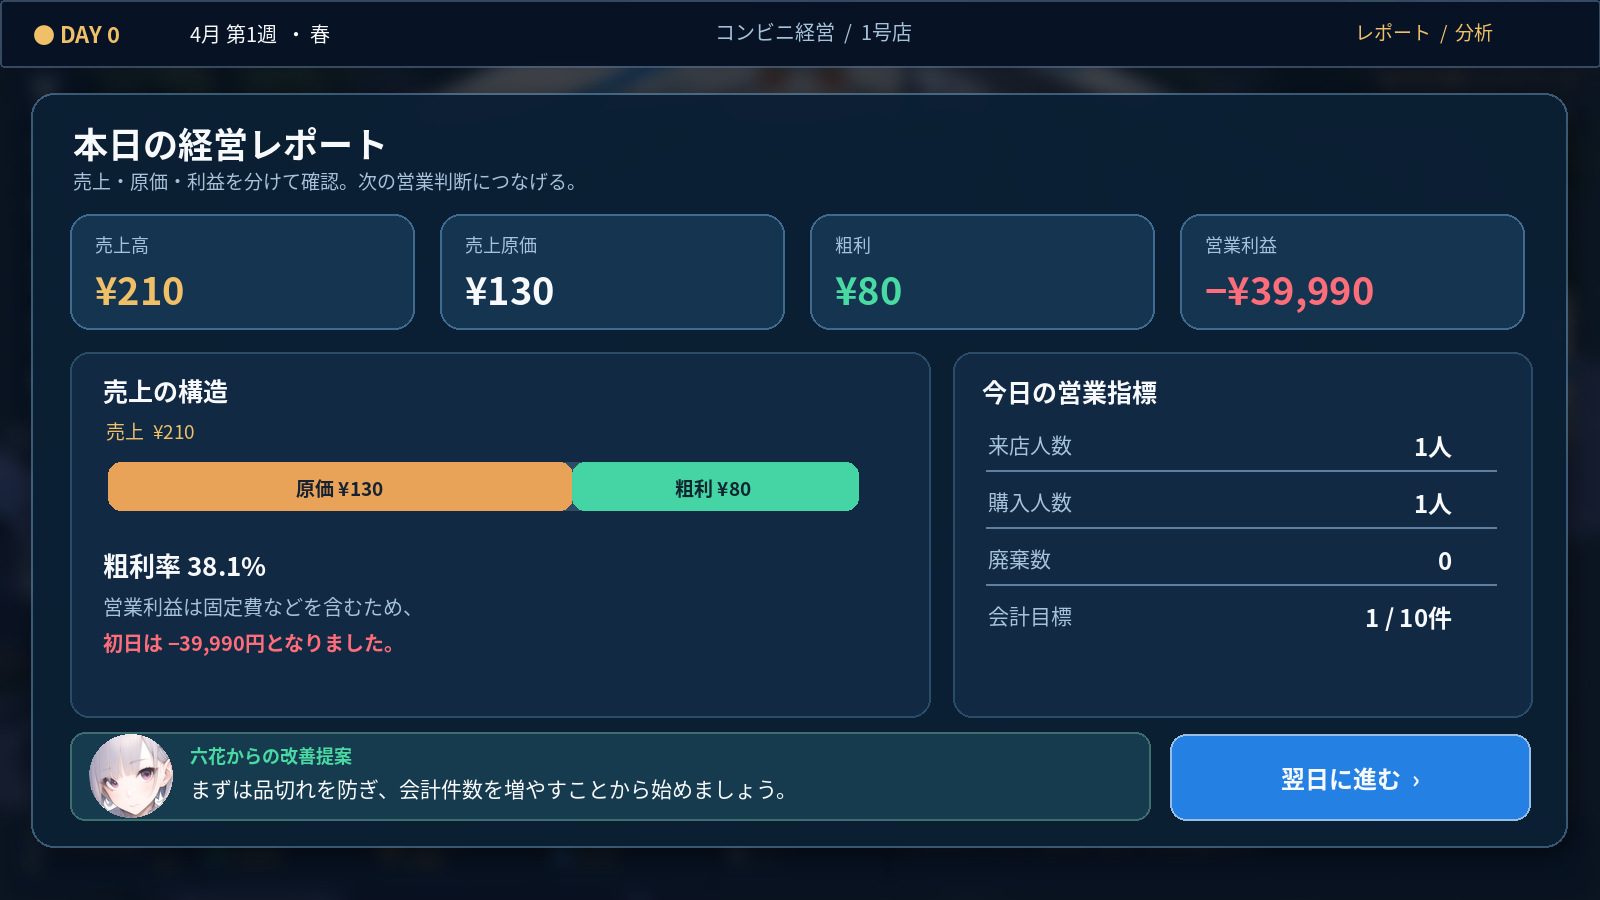 DAY 0
4月 第1週 ・ 春
コンビニ経営 / 1号店
レポート / 分析
本日の経営レポート
売上・原価・利益を分けて確認。次の営業判断につなげる。
売上高
¥210
売上原価
¥130
粗利
¥80
営業利益
−¥39,990
売上の構造
売上 ¥210
原価 ¥130
粗利 ¥80
粗利率 38.1%
営業利益は固定費などを含むため、
初日は −39,990円となりました。
今日の営業指標
来店人数 1人
購入人数 1人
廃棄数 0
会計目標 1 / 10件
六花からの改善提案
まずは品切れを防ぎ、会計件数を増やすことから始めましょう。
翌日に進む ›